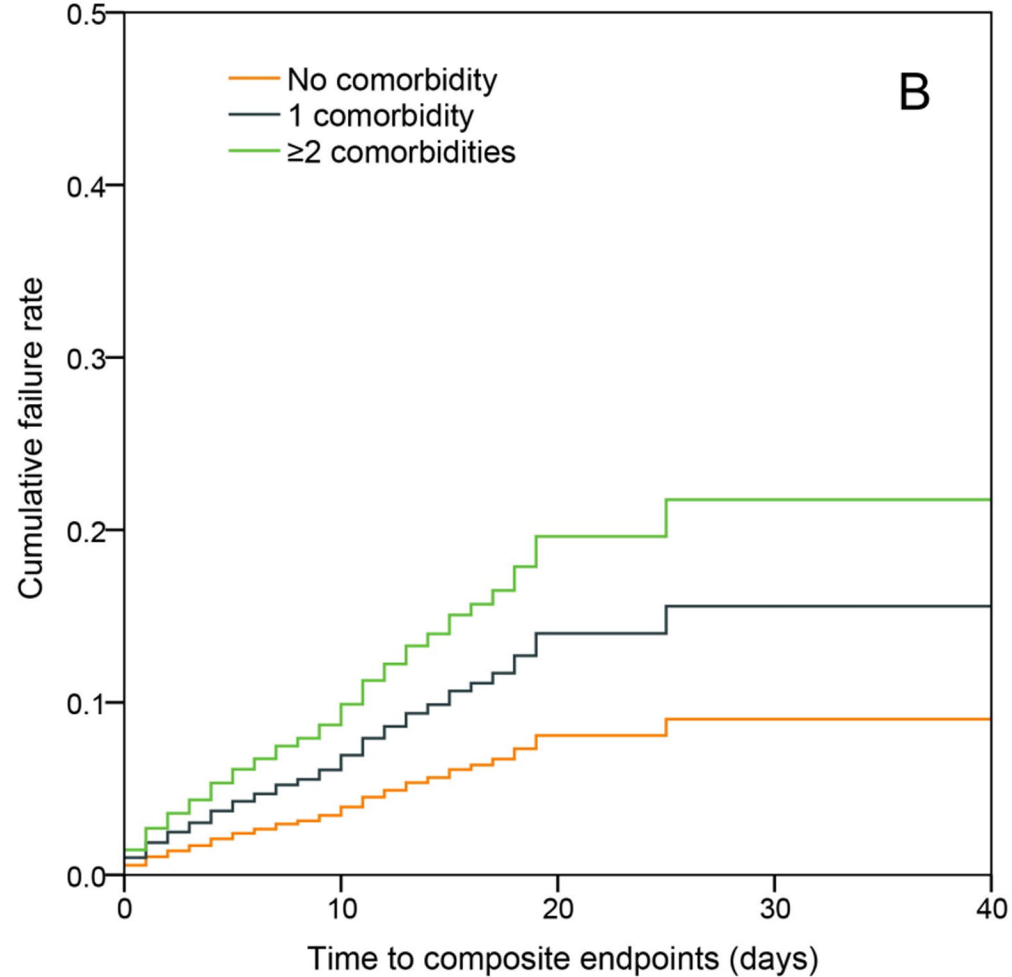 B
No comorbidity
1 comorbidity
≥2 comorbidities
Cumulative failure rate
0.5
0.4
0.3
0.2
0.1
0.0
0 10 20 30 40
Time to composite endpoints (days)